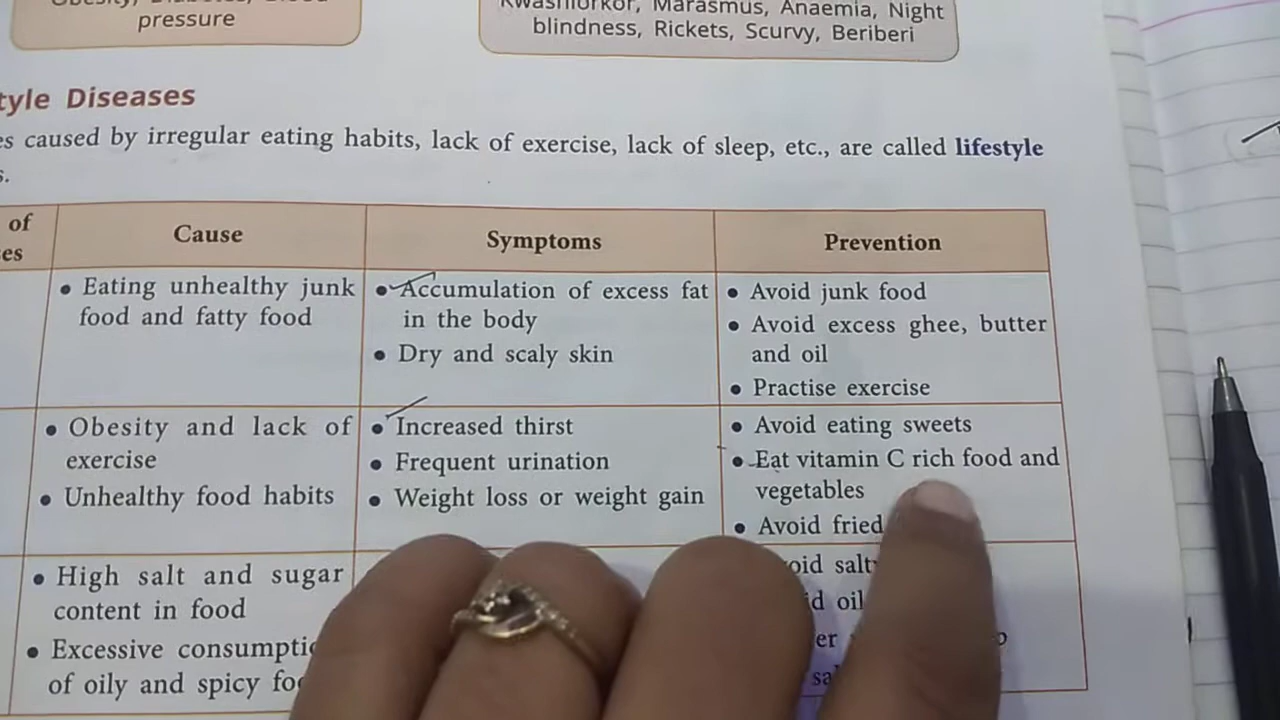 pressure
Kwashiorkor, Marasmus, Anaemia, Night
blindness, Rickets, Scurvy, Beriberi
tyle Diseases
es caused by irregular eating habits, lack of exercise, lack of sleep, etc., are called lifestyle
s.
of
es
Cause
Symptoms
Prevention
• Eating unhealthy junk
food and fatty food
• Accumulation of excess fat
in the body
• Dry and scaly skin
• Avoid junk food
• Avoid excess ghee, butter
and oil
• Practise exercise
• Obesity and lack of
exercise
• Unhealthy food habits
• Increased thirst
• Frequent urination
• Weight loss or weight gain
• Avoid eating sweets
• Eat vitamin C rich food and
vegetables
• Avoid fried
• High salt and sugar
content in food
• Excessive
of oily and spicy
oid salt
d oil
er
sa